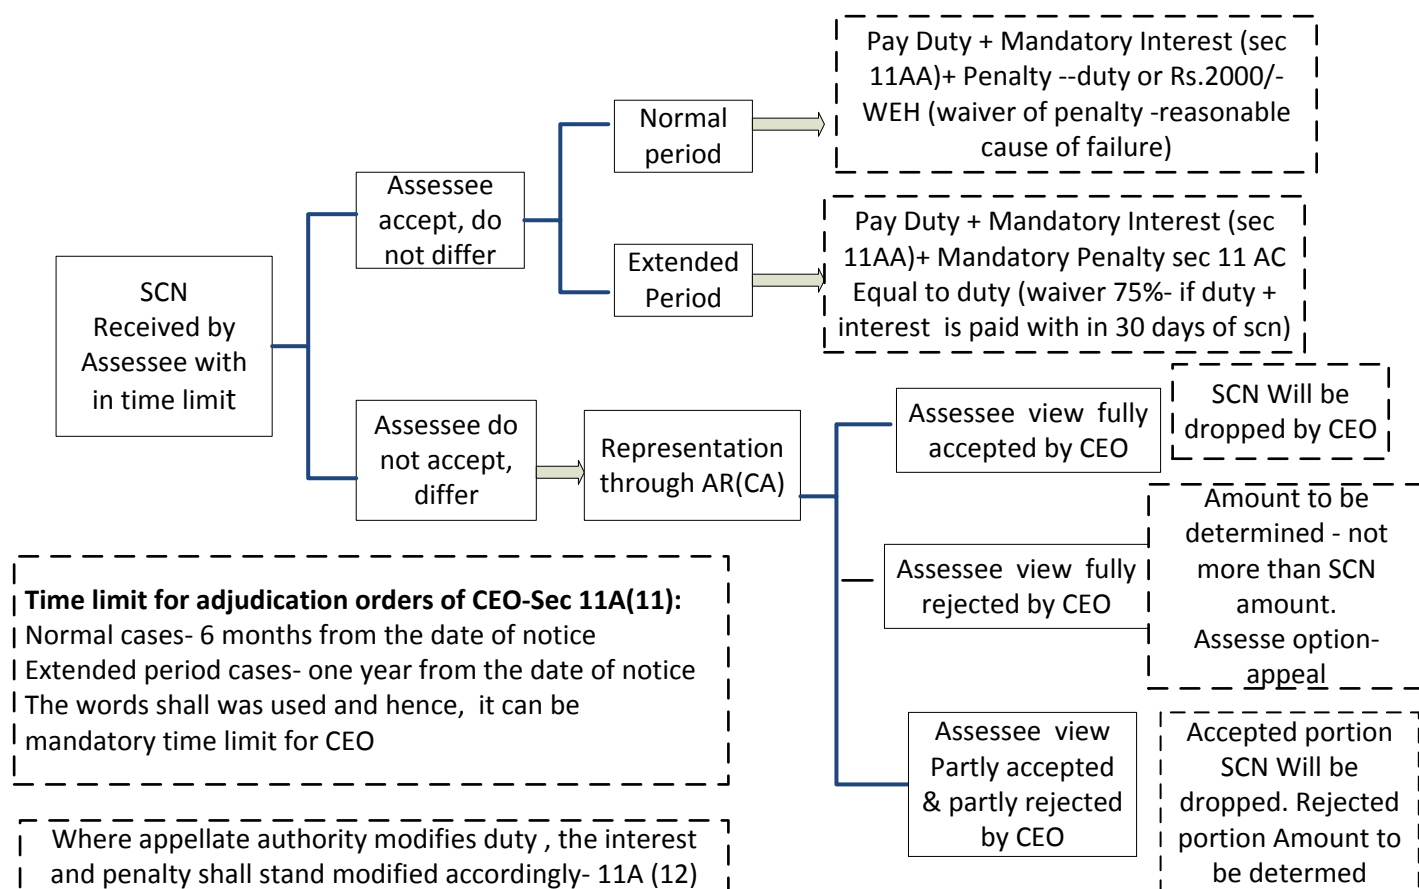 Pay Duty + Mandatory Interest (sec
11AA)+ Penalty --duty or Rs.2000/-
WEH (waiver of penalty -reasonable
cause of failure)
Normal
period
Assessee
accept, do
not differ
Pay Duty + Mandatory Interest (sec
11AA)+ Mandatory Penalty sec 11 AC
Equal to duty (waiver 75%- if duty +
interest is paid with in 30 days of scn)
Extended
Period
SCN
Received by
Assessee with
in time limit
Assessee do
not accept,
differ
Representation
through AR(CA)
Assessee view fully
accepted by CEO
SCN Will be
dropped by CEO
Assessee view fully
rejected by CEO
Amount to be
determined - not
more than SCN
amount.
Assesse option-
appeal
Assessee view
Partly accepted
& partly rejected
by CEO
Accepted portion
SCN Will be
dropped. Rejected
portion Amount to
be determed
Time limit for adjudication orders of CEO-Sec 11A(11):
Normal cases- 6 months from the date of notice
Extended period cases- one year from the date of notice
The words shall was used and hence, it can be
mandatory time limit for CEO
Where appellate authority modifies duty , the interest
and penalty shall stand modified accordingly- 11A (12)